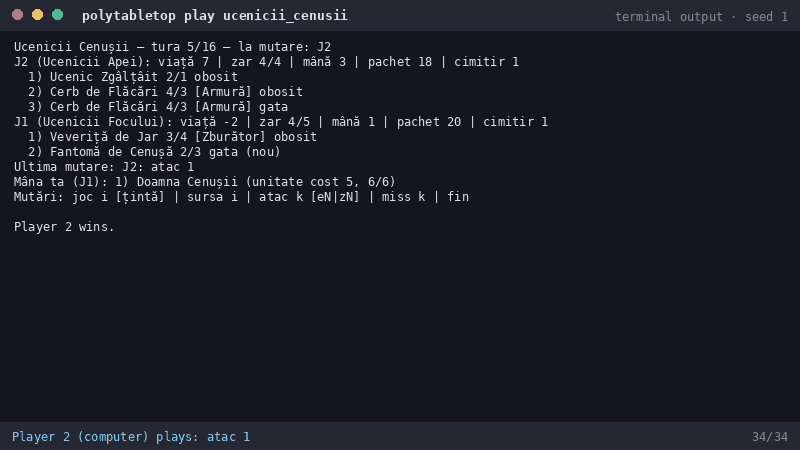 polytabletop play ucenicii_cenusii
terminal output · seed 1
Ucenicii Cenușii — tura 5/16 — la mutare: J2
J2 (Ucenicii Apei): viață 7 | zar 4/4 | mână 3 | pachet 18 | cimitir 1
1) Ucenic Zgâlțâit 2/1 obosit
2) Cerb de Flăcări 4/3 [Armură] obosit
3) Cerb de Flăcări 4/3 [Armură] gata
J1 (Ucenicii Focului): viață -2 | zar 4/5 | mână 1 | pachet 20 | cimitir 1
1) Veveriță de Jar 3/4 [Zburător] obosit
2) Fantomă de Cenușă 2/3 gata (nou)
Ultima mutare: J2: atac 1
Mâna ta (J1): 1) Doamna Cenușii (unitate cost 5, 6/6)
Mutări: joc i [țintă] | sursa i | atac k [eN|zN] | miss k | fin
Player 2 wins.
Player 2 (computer) plays: atac 1
34/34